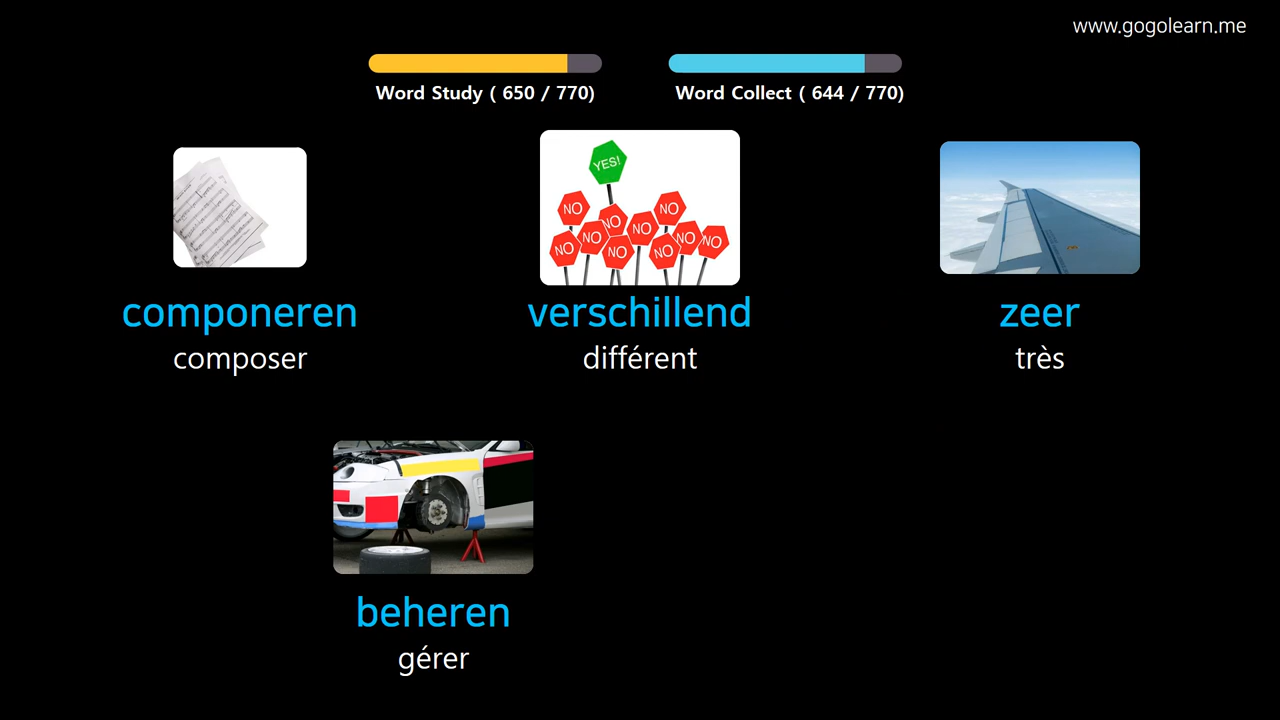 www.gogolearn.me
Word Study ( 650 / 770)
Word Collect ( 644 / 770)
YES!
NO
NO
NO
NO
NO
NO
NO
NO
NO
NO
componeren
composer
verschillend
différent
zeer
très
beheren
gérer